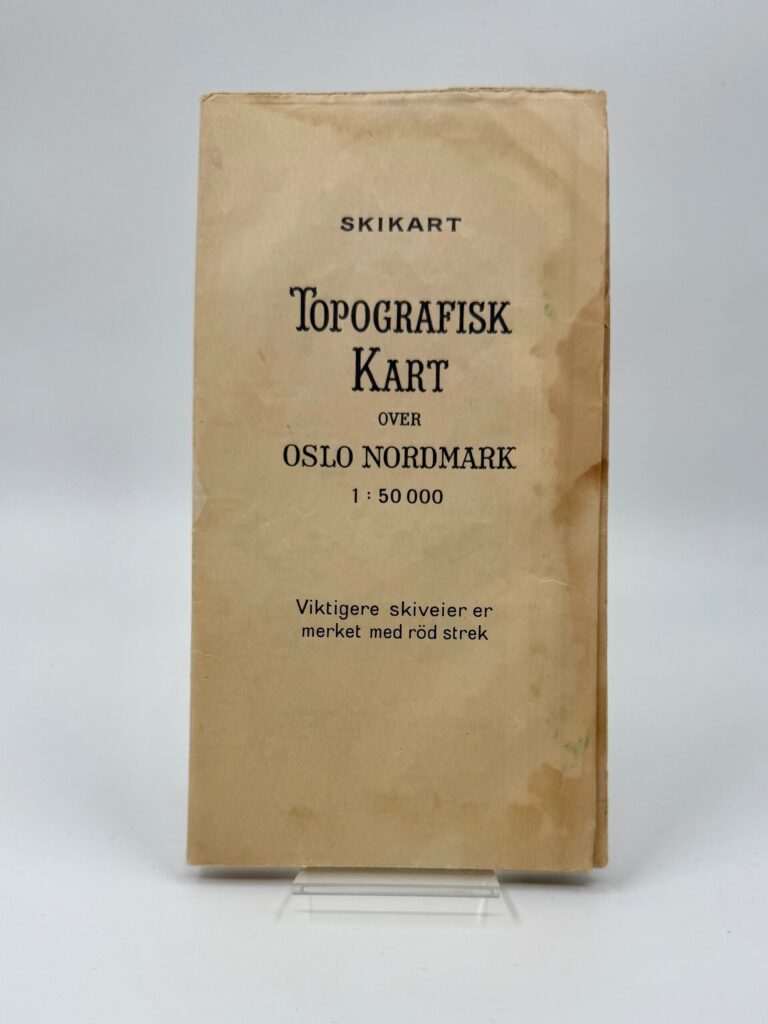 SKIKART
TOPOGRAFISK
KART
OVER
OSLO NORDMARK
1 : 50 000
Viktigere skiveier er
merket med röd strek